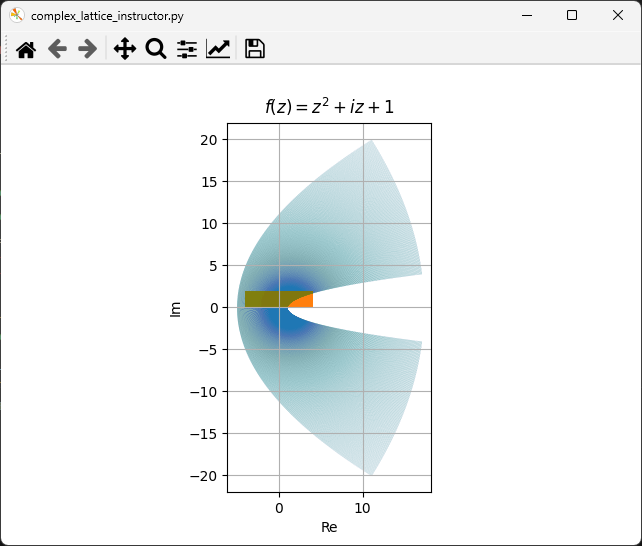 complex_lattice_instructor.py
f(z) = z² + iz + 1
20
15
10
5
0
−5
−10
−15
−20
Im
0 10
Re